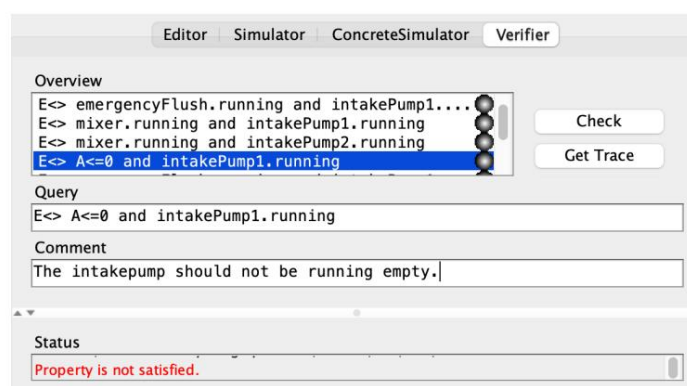 Editor Simulator ConcreteSimulator Verifier
Overview
E<> emergencyFlush.running and intakePump1....
E<> mixer.running and intakePump1.running
Check
E<> mixer.running and intakePump2.running
E<> A<=0 and intakePump1.running
Get Trace
Query
E<> A<=0 and intakePump1.running
Comment
The intakepump should not be running empty.
Status
Property is not satisfied.